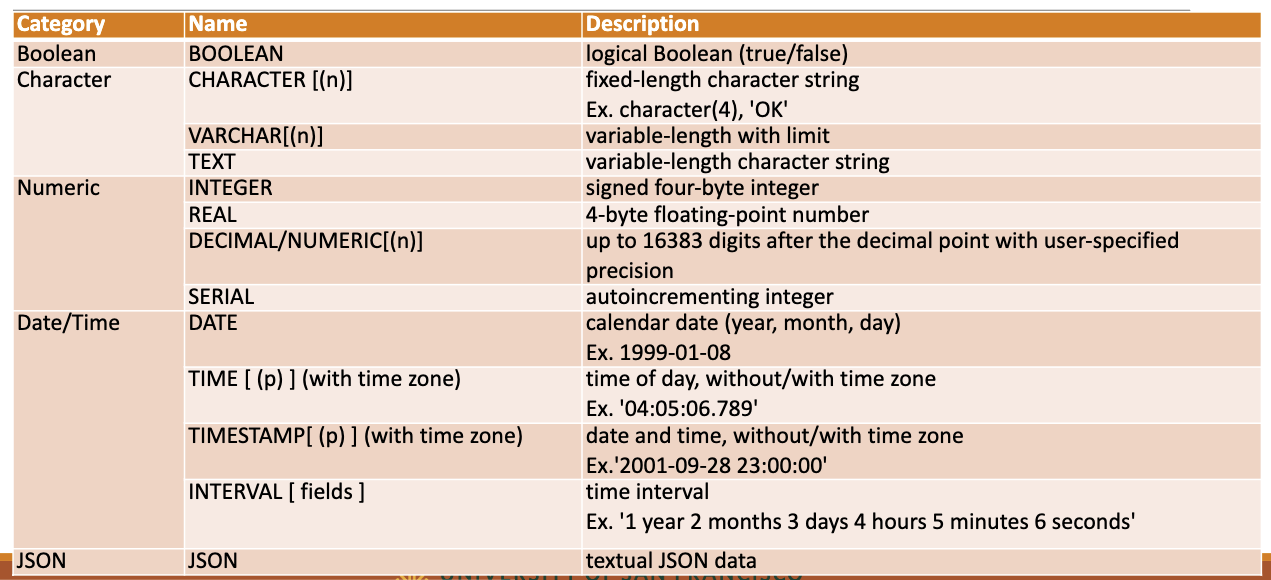 Category Name Description
Boolean BOOLEAN logical Boolean (true/false)
Character CHARACTER [(n)] fixed-length character string
Ex. character(4), 'OK'
VARCHAR[(n)] variable-length with limit
TEXT variable-length character string
Numeric INTEGER signed four-byte integer
REAL 4-byte floating-point number
DECIMAL/NUMERIC[(n)] up to 16383 digits after the decimal point with user-specified
precision
SERIAL autoincrementing integer
Date/Time DATE calendar date (year, month, day)
Ex. 1999-01-08
TIME [ (p) ] (with time zone) time of day, without/with time zone
Ex. '04:05:06.789'
TIMESTAMP[ (p) ] (with time zone) date and time, without/with time zone
Ex.'2001-09-28 23:00:00'
INTERVAL [ fields ] time interval
Ex. '1 year 2 months 3 days 4 hours 5 minutes 6 seconds'
JSON JSON textual JSON data
UNIVERSITY OF SAN FRANCISCO